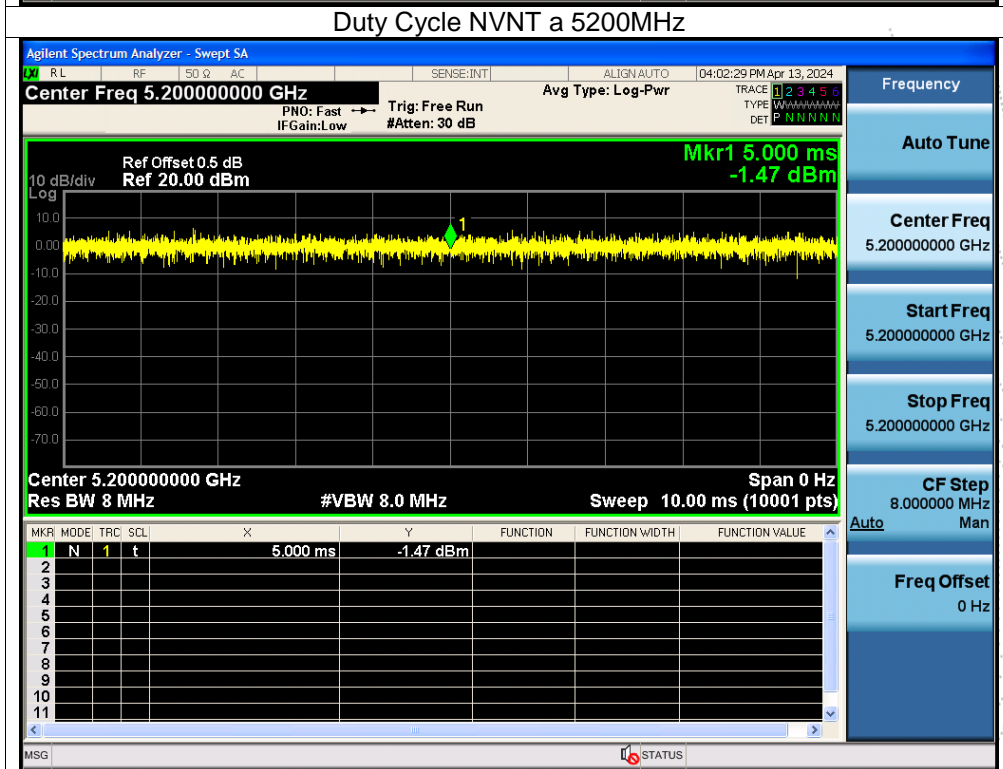 Duty Cycle NVNT a 5200MHz
Agilent Spectrum Analyzer - Swept SA
LXI RL RF 50 Ω AC SENSE:INT ALIGN AUTO 04:02:29 PM Apr 13, 2024
Center Freq 5.200000000 GHz Avg Type: Log-Pwr TRACE 1 2 3 4 5 6
PNO: Fast Trig: Free Run TYPE WWWWWW
IFGain:Low #Atten: 30 dB DET P N N N N N
Mkr1 5.000 ms
Ref Offset 0.5 dB
10 dB/div Ref 20.00 dBm -1.47 dBm
Log
10.0
1
0.00
-10.0
-20.0
-30.0
-40.0
-50.0
-60.0
-70.0
Center 5.200000000 GHz Span 0 Hz
Res BW 8 MHz #VBW 8.0 MHz Sweep 10.00 ms (10001 pts)
MKR MODE TRC SCL X Y FUNCTION FUNCTION WIDTH FUNCTION VALUE
1 N 1 t 5.000 ms -1.47 dBm
2
3
4
5
6
7
8
9
10
11
MSG STATUS
Frequency
Auto Tune
Center Freq
5.200000000 GHz
Start Freq
5.200000000 GHz
Stop Freq
5.200000000 GHz
CF Step
8.000000 MHz
Auto Man
Freq Offset
0 Hz